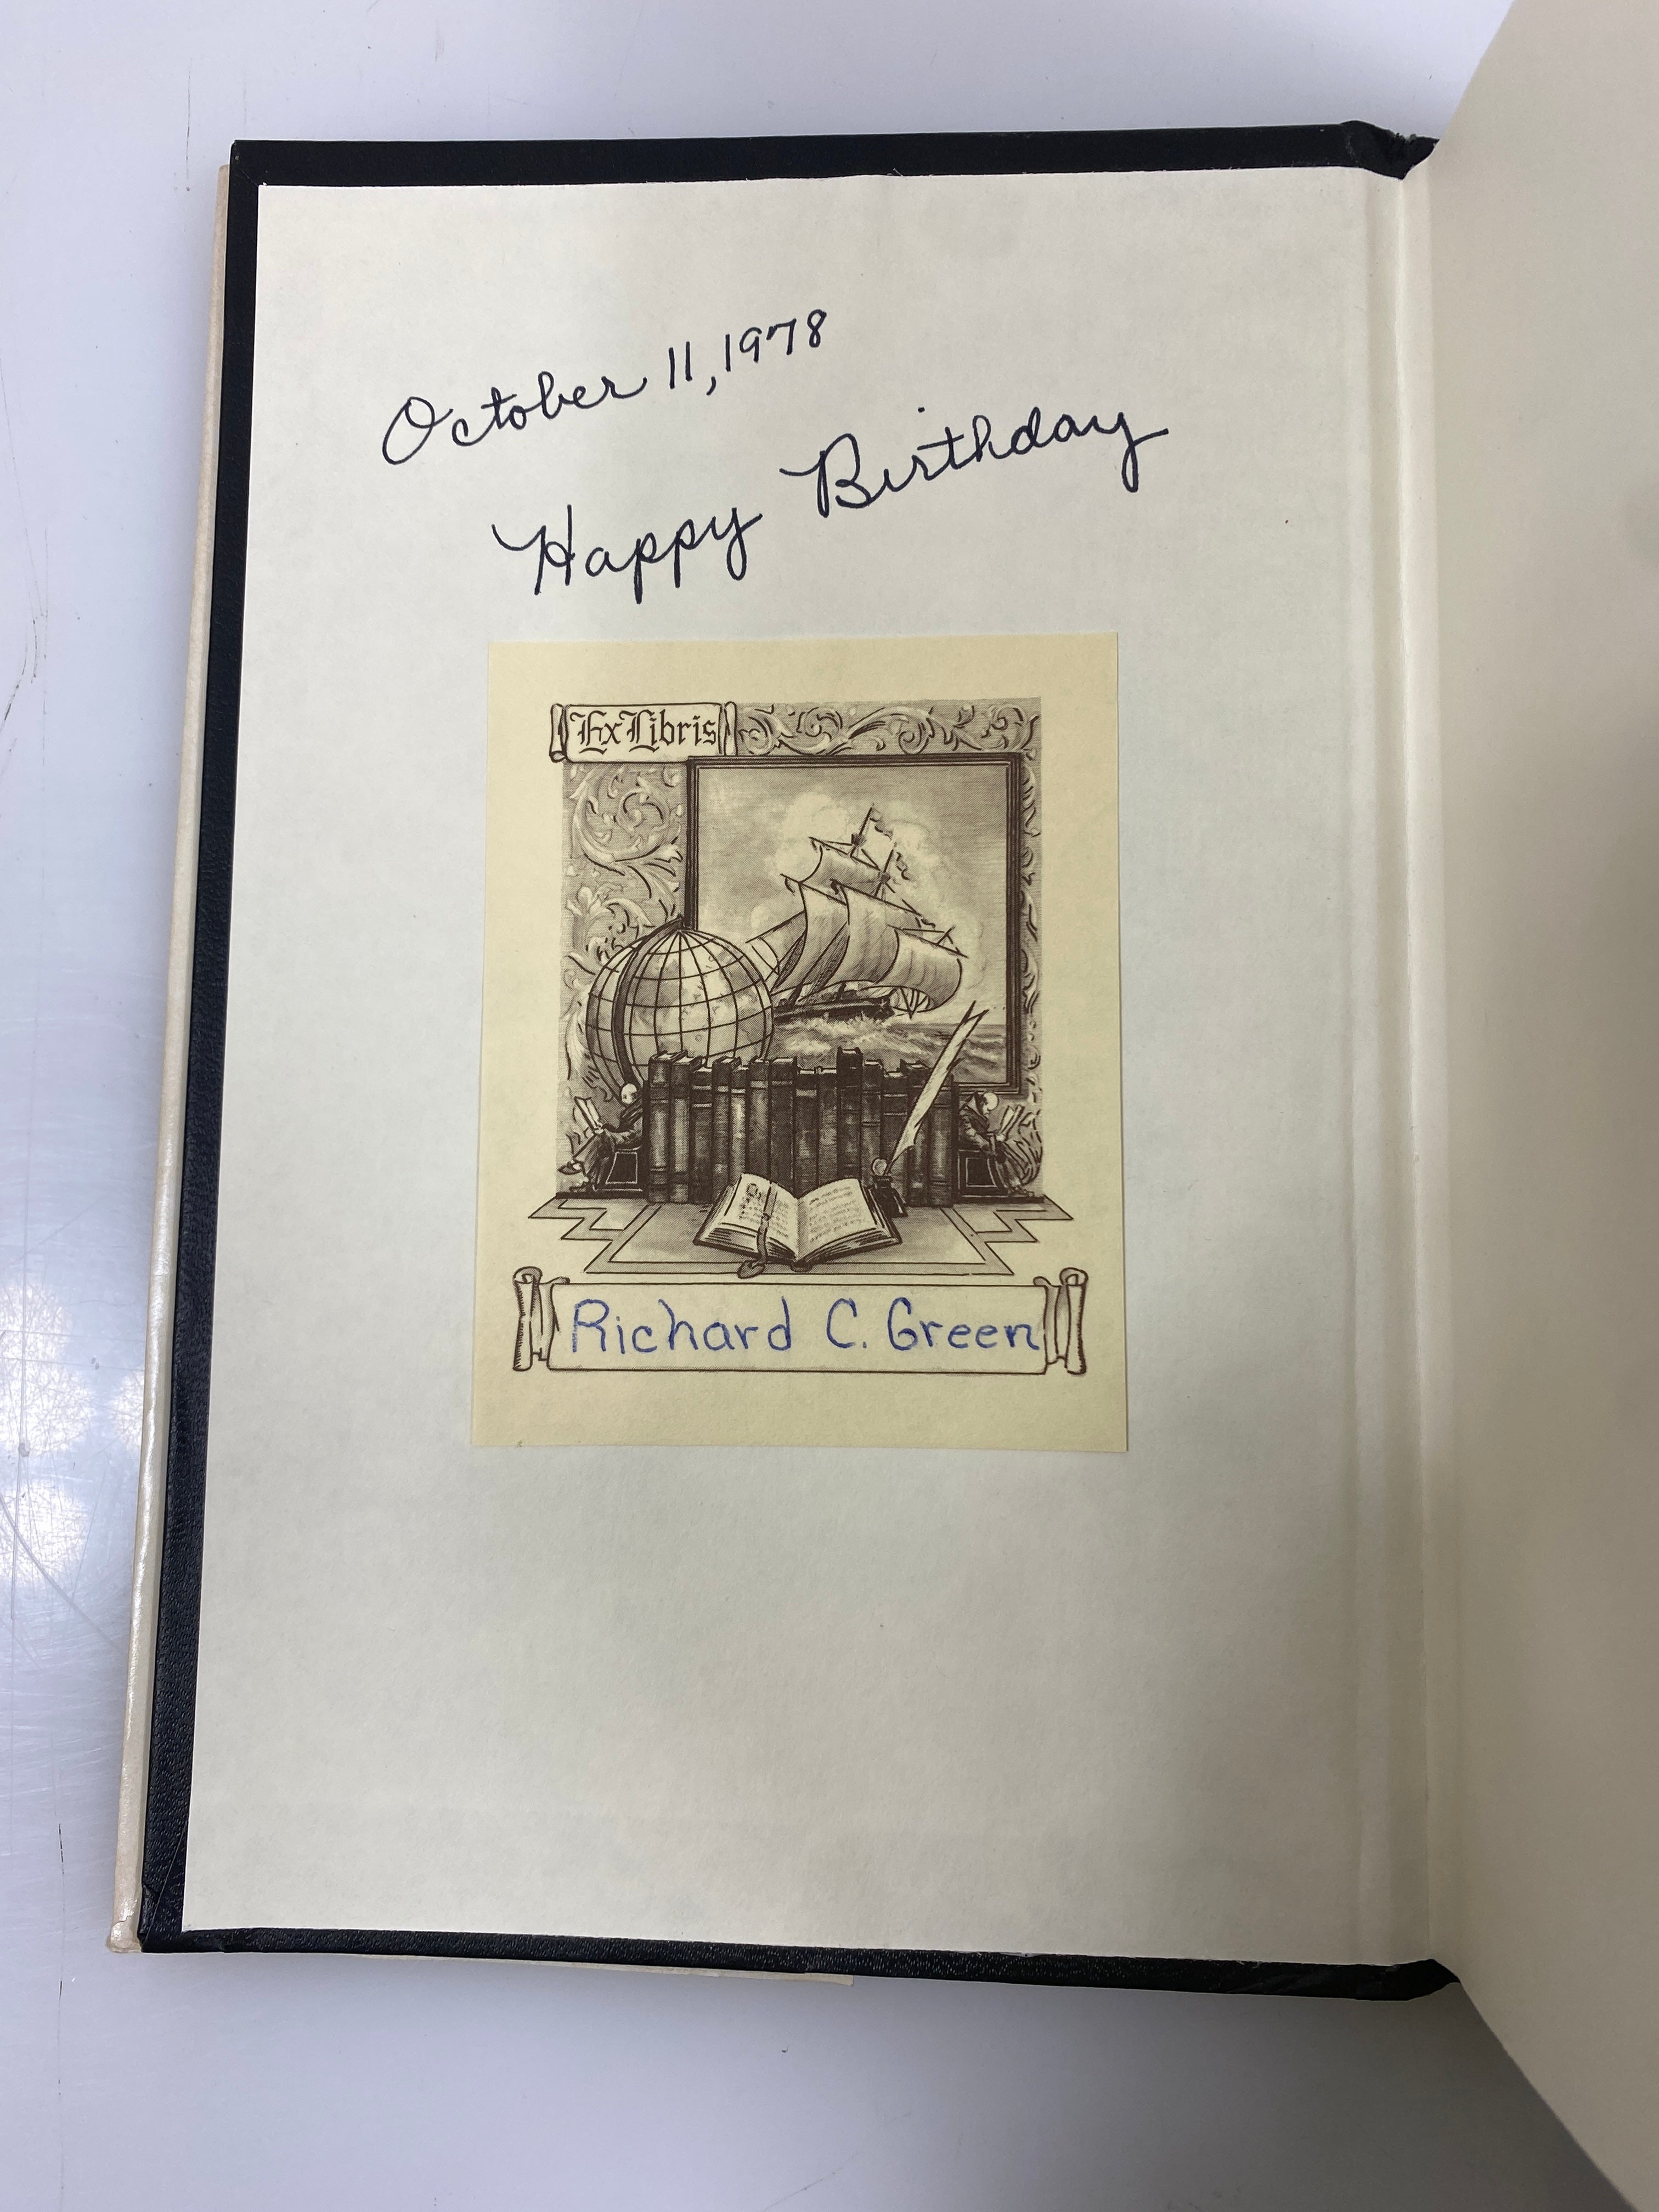 October 11, 1978
Happy Birthday
Ex Libris
Richard C. Green